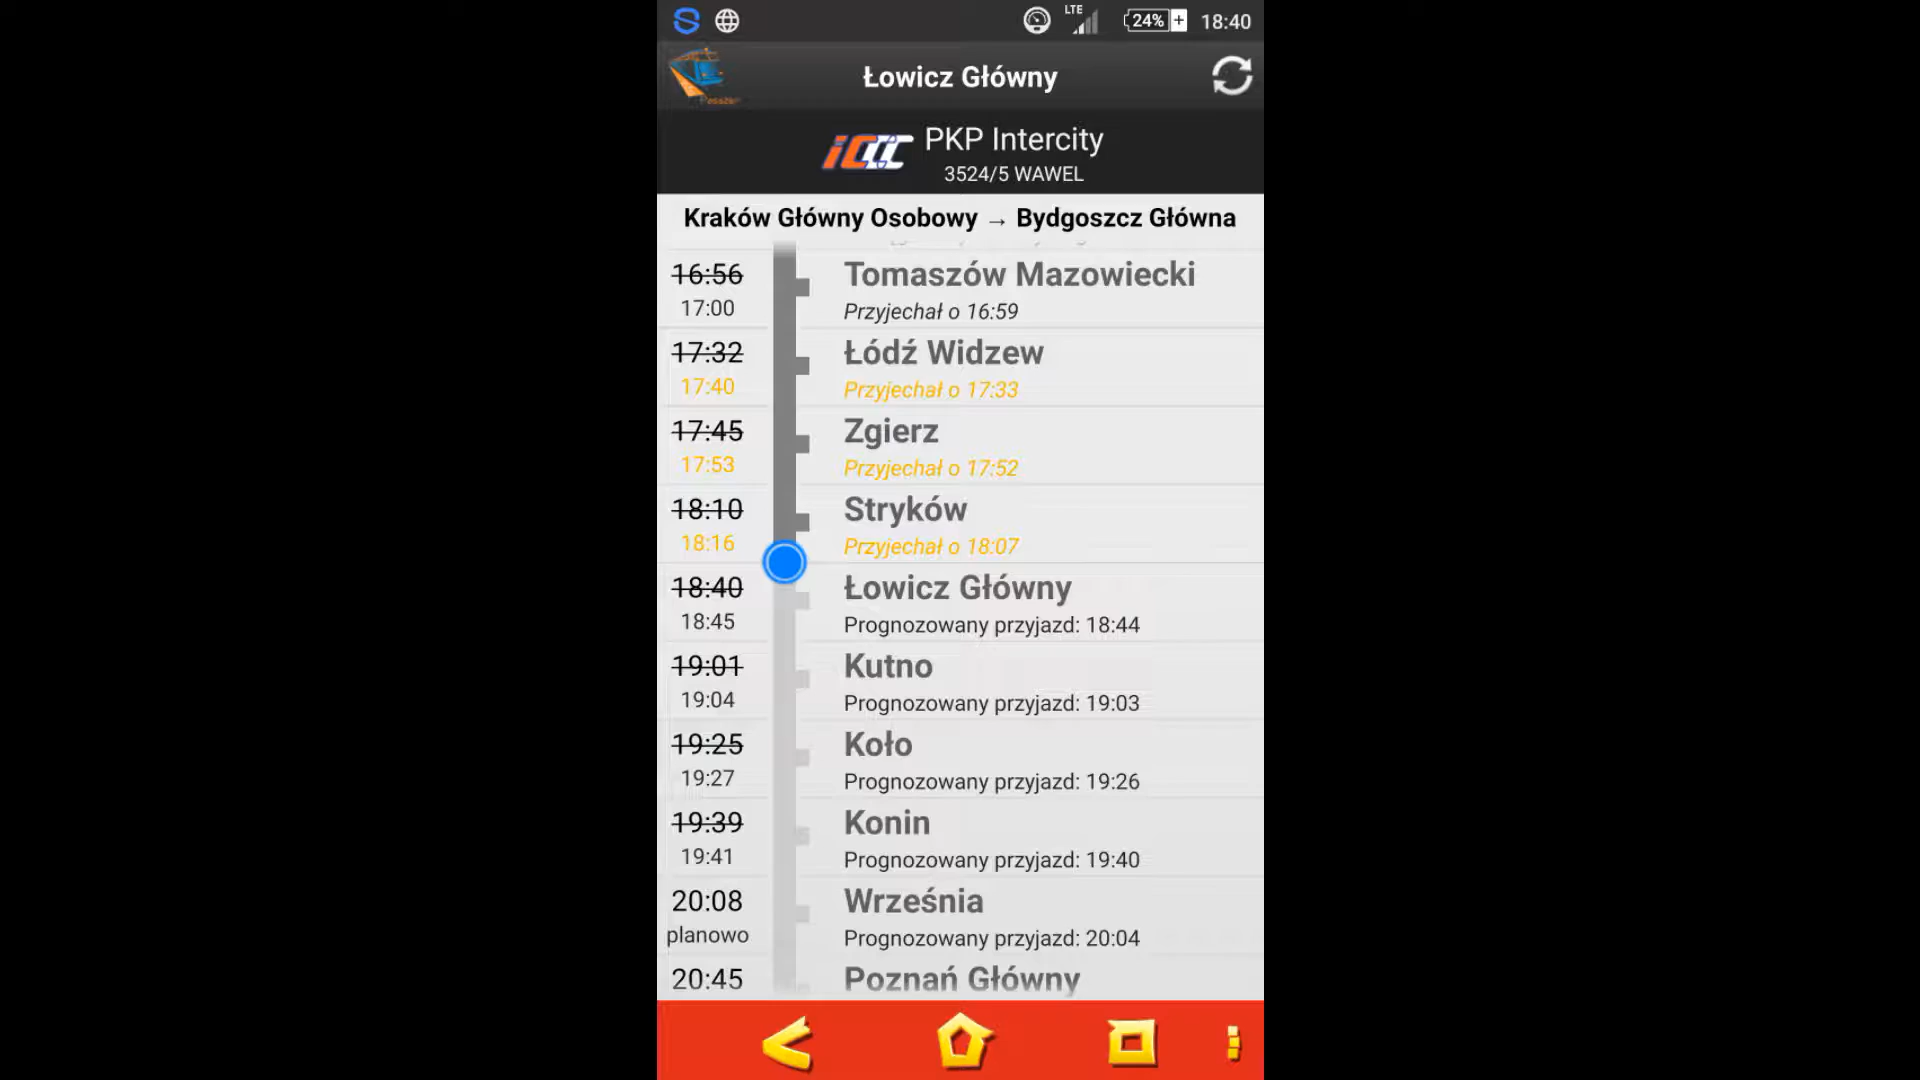 LTE
24%
18:40
Łowicz Główny
PKP Intercity
3524/5 WAWEL
Kraków Główny Osobowy → Bydgoszcz Główna
16:56
Tomaszów Mazowiecki
17:00
Przyjechał o 16:59
17:32
Łódź Widzew
17:40
Przyjechał o 17:33
17:45
Zgierz
17:53
Przyjechał o 17:52
18:10
Stryków
18:16
Przyjechał o 18:07
18:40
Łowicz Główny
18:45
Prognozowany przyjazd: 18:44
19:01
Kutno
19:04
Prognozowany przyjazd: 19:03
19:25
Koło
19:27
Prognozowany przyjazd: 19:26
19:39
Konin
19:41
Prognozowany przyjazd: 19:40
20:08
Września
planowo
Prognozowany przyjazd: 20:04
20:45
Poznań Główny